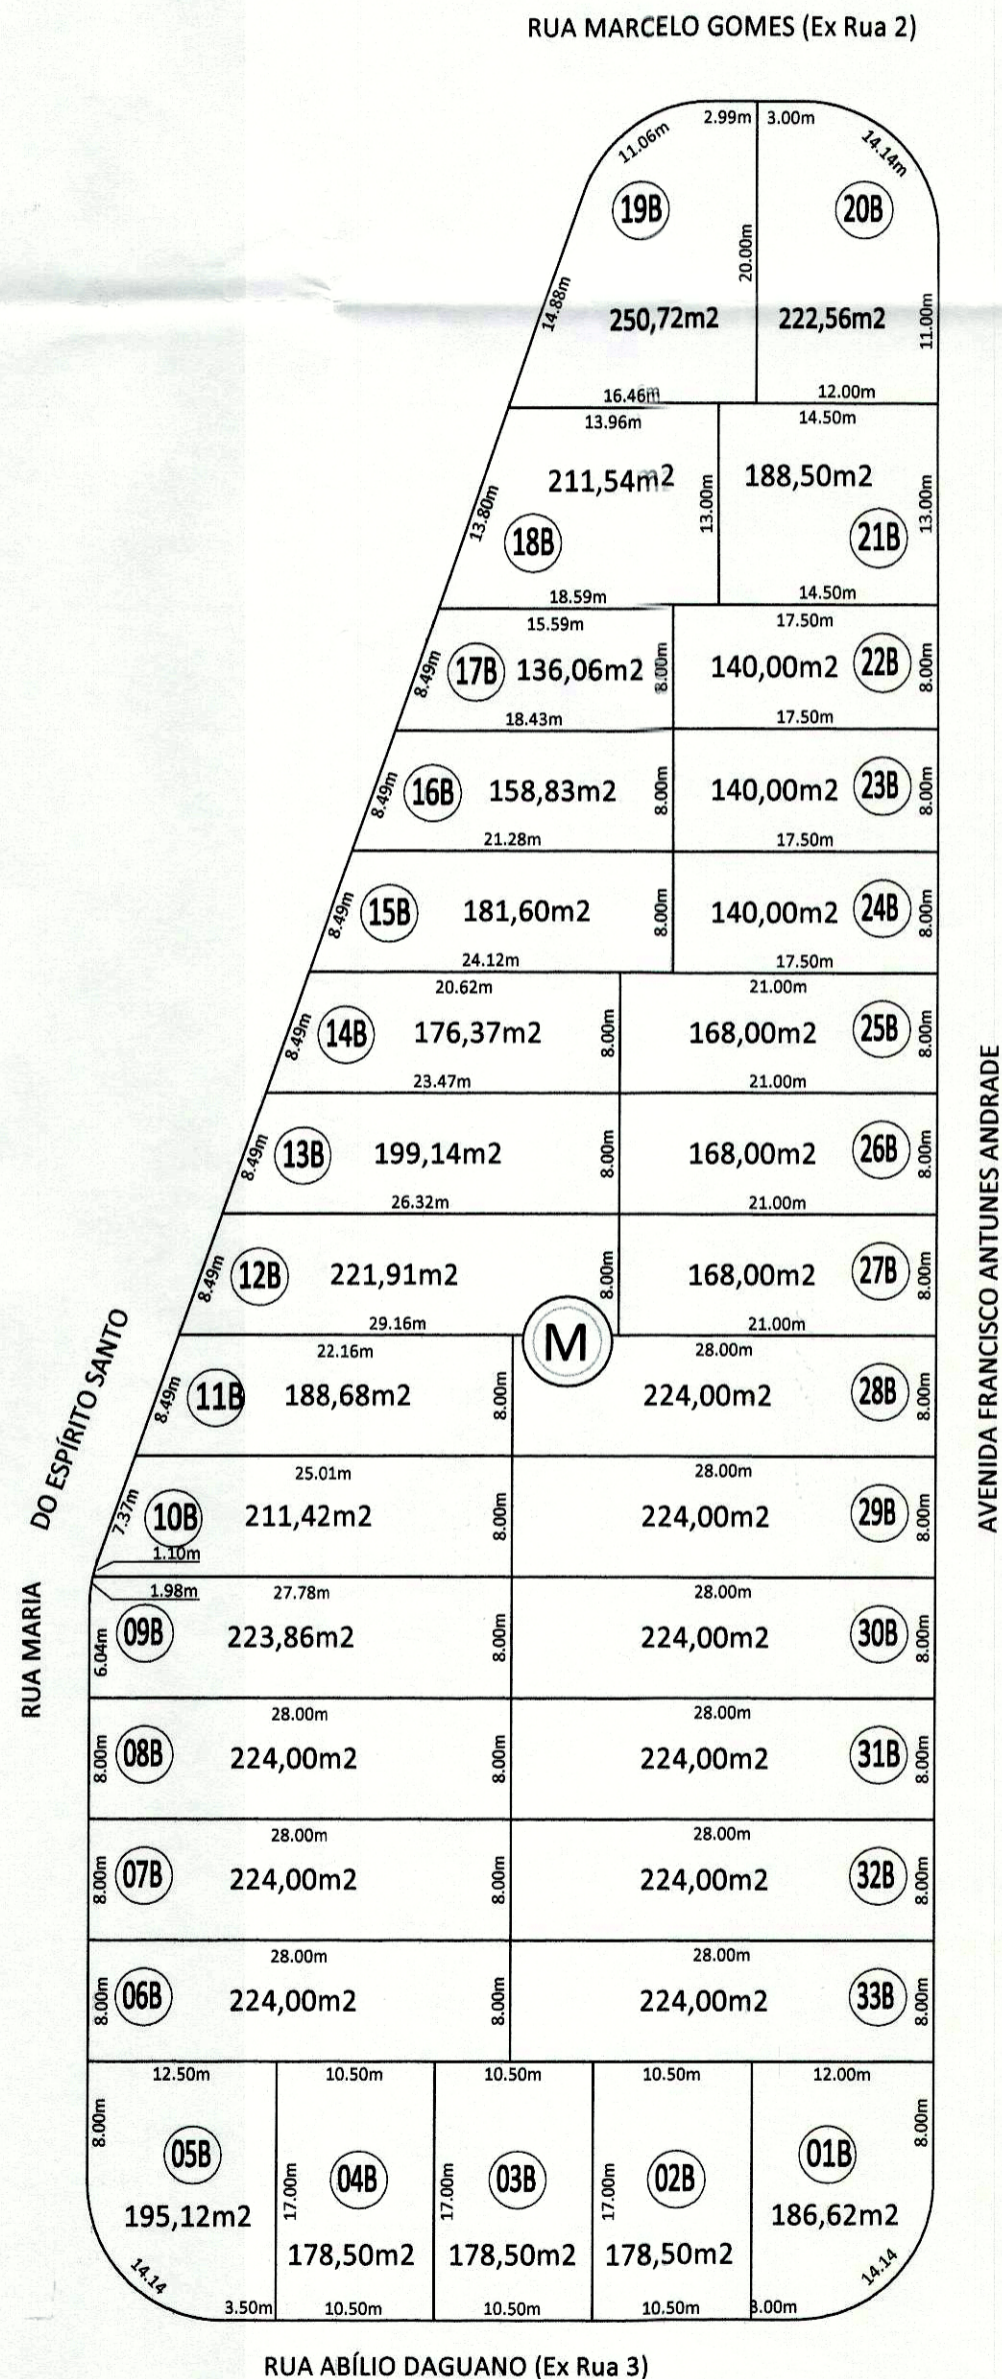 RUA MARCELO GOMES (Ex Rua 2)
2.99m 3.00m
11.06m 14.14m
19B 20B
20.00m
14.88m 11.00m
250,72m2 222,56m2
16.46m 12.00m
13.96m 14.50m
211,54m2 188,50m2
13.80m 13.00m 13.00m
18B 21B
18.59m 14.50m
15.59m 17.50m
8.49m 17B 136,06m2 8.00m 140,00m2 22B 8.00m
18.43m 17.50m
8.49m 16B 158,83m2 8.00m 140,00m2 23B 8.00m
21.28m 17.50m
8.49m 15B 181,60m2 8.00m 140,00m2 24B 8.00m
24.12m 17.50m
20.62m 21.00m
8.49m 14B 176,37m2 8.00m 168,00m2 25B 8.00m
23.47m 21.00m
8.49m 13B 199,14m2 8.00m 168,00m2 26B 8.00m
26.32m 21.00m
8.49m 12B 221,91m2 8.00m 168,00m2 27B 8.00m
29.16m 21.00m
M
22.16m 28.00m
8.49m 11B 188,68m2 8.00m 224,00m2 28B 8.00m
25.01m 28.00m
7.37m 10B 211,42m2 8.00m 224,00m2 29B 8.00m
1.10m
1.98m 27.78m 28.00m
6.04m 09B 223,86m2 8.00m 224,00m2 30B 8.00m
28.00m 28.00m
8.00m 08B 224,00m2 8.00m 224,00m2 31B 8.00m
28.00m 28.00m
8.00m 07B 224,00m2 8.00m 224,00m2 32B 8.00m
28.00m 28.00m
8.00m 06B 224,00m2 8.00m 224,00m2 33B 8.00m
12.50m 10.50m 10.50m 10.50m 12.00m
8.00m 8.00m
05B 04B 03B 02B 01B
17.00m 17.00m 17.00m
195,12m2 186,62m2
178,50m2 178,50m2 178,50m2
14.14 14.14
3.50m 10.50m 10.50m 10.50m 3.00m
RUA MARIA DO ESPÍRITO SANTO
AVENIDA FRANCISCO ANTUNES ANDRADE
RUA ABÍLIO DAGUANO (Ex Rua 3)